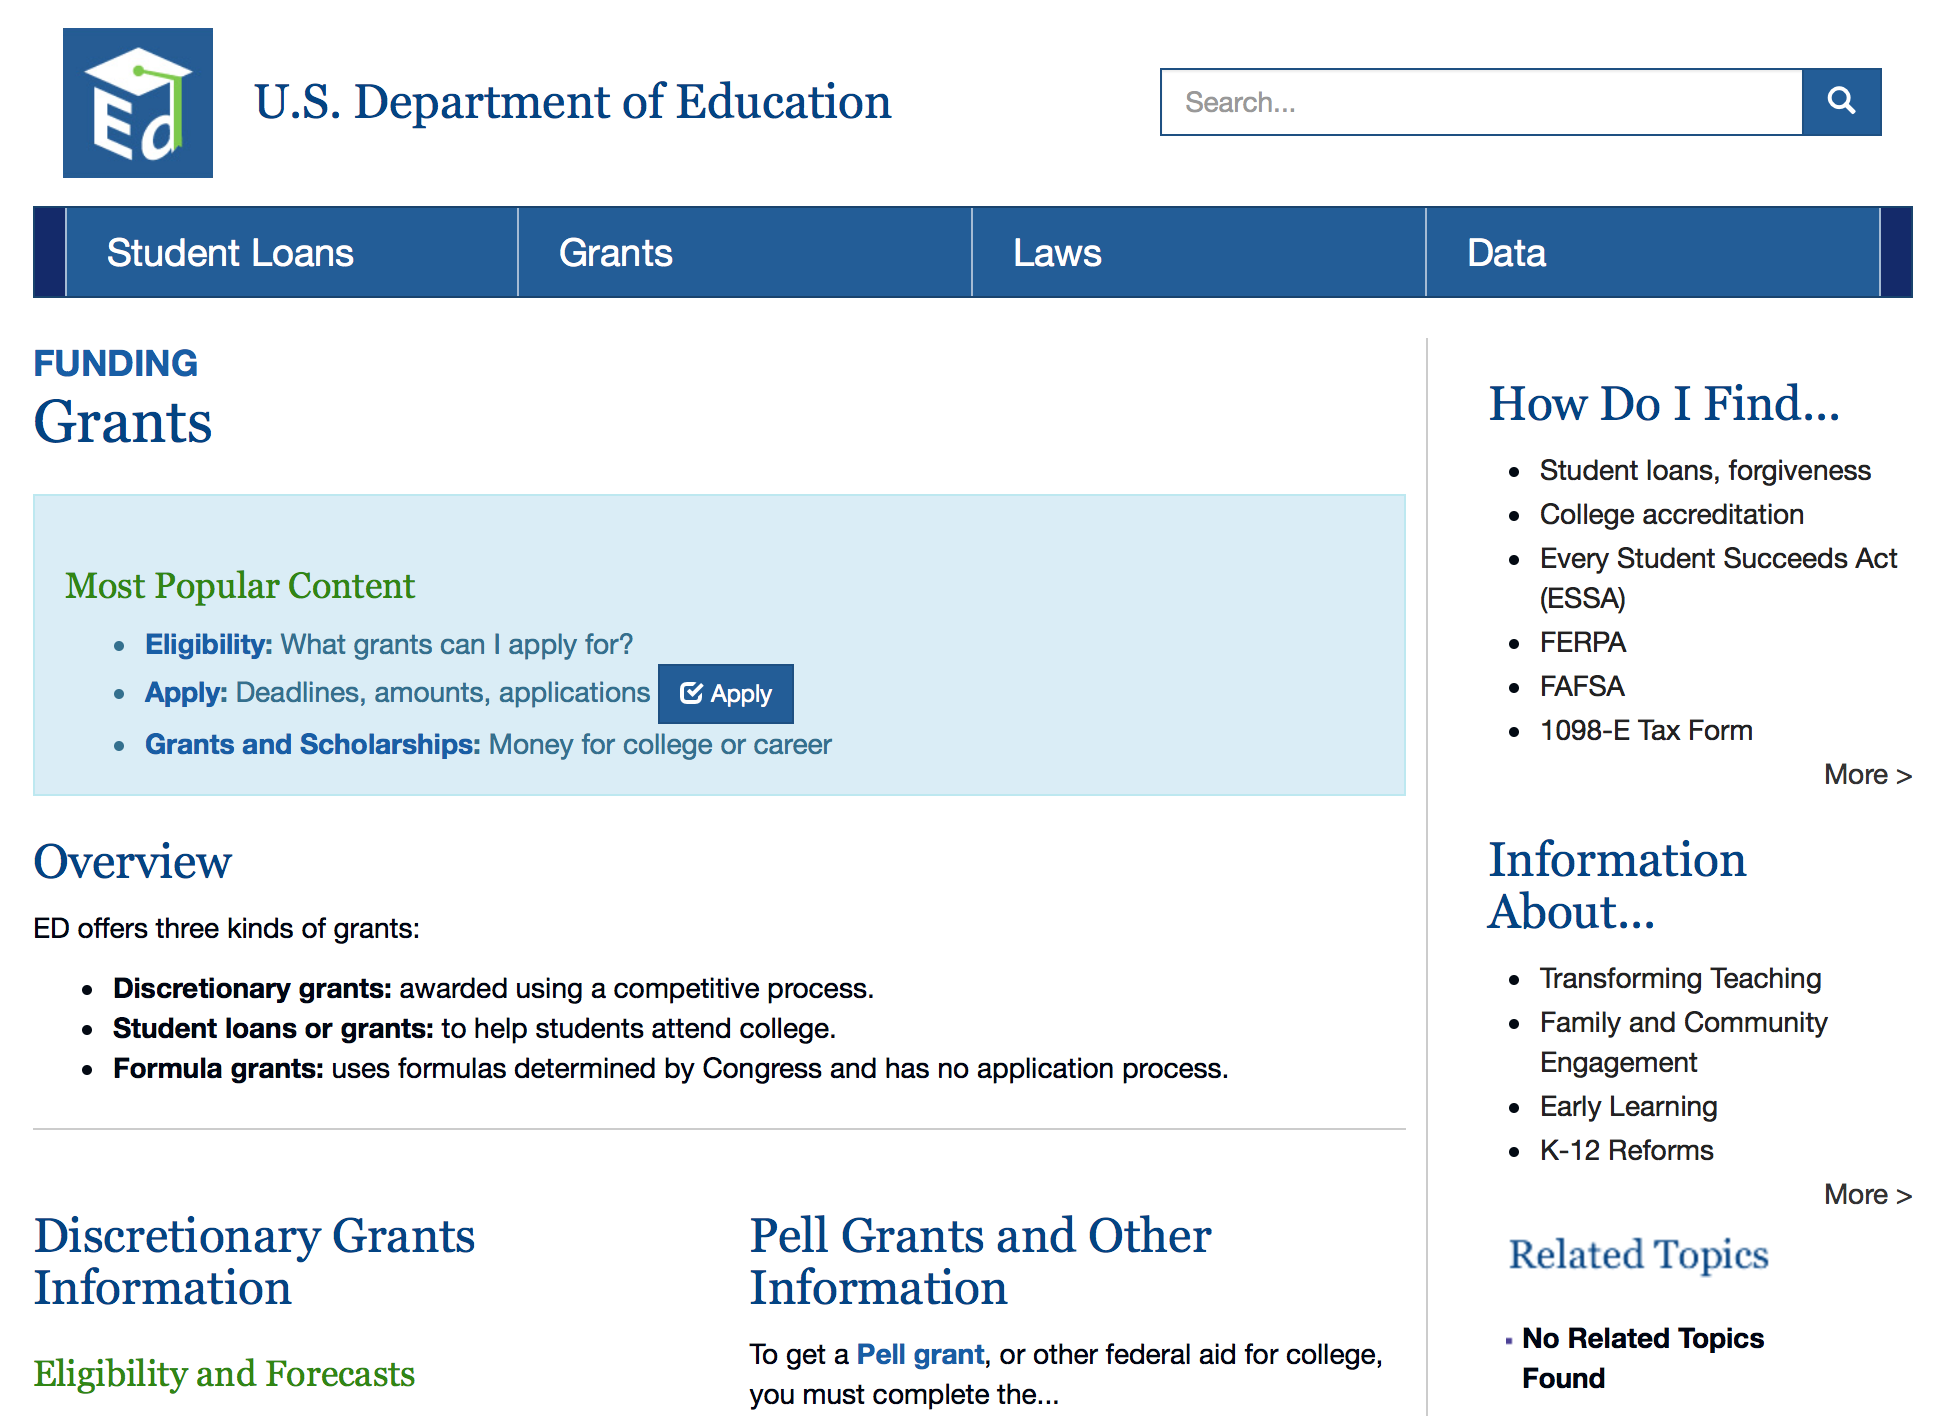 Ed
U.S. Department of Education
Search...
Student Loans
Grants
Laws
Data
FUNDING
Grants
Most Popular Content
Eligibility: What grants can I apply for?
Apply: Deadlines, amounts, applications Apply
Grants and Scholarships: Money for college or career
Overview
ED offers three kinds of grants:
Discretionary grants: awarded using a competitive process.
Student loans or grants: to help students attend college.
Formula grants: uses formulas determined by Congress and has no application process.
Discretionary Grants
Information
Eligibility and Forecasts
Pell Grants and Other
Information
To get a Pell grant, or other federal aid for college,
you must complete the...
How Do I Find...
Student loans, forgiveness
College accreditation
Every Student Succeeds Act
(ESSA)
FERPA
FAFSA
1098-E Tax Form
More >
Information
About...
Transforming Teaching
Family and Community
Engagement
Early Learning
K-12 Reforms
More >
Related Topics
No Related Topics
Found